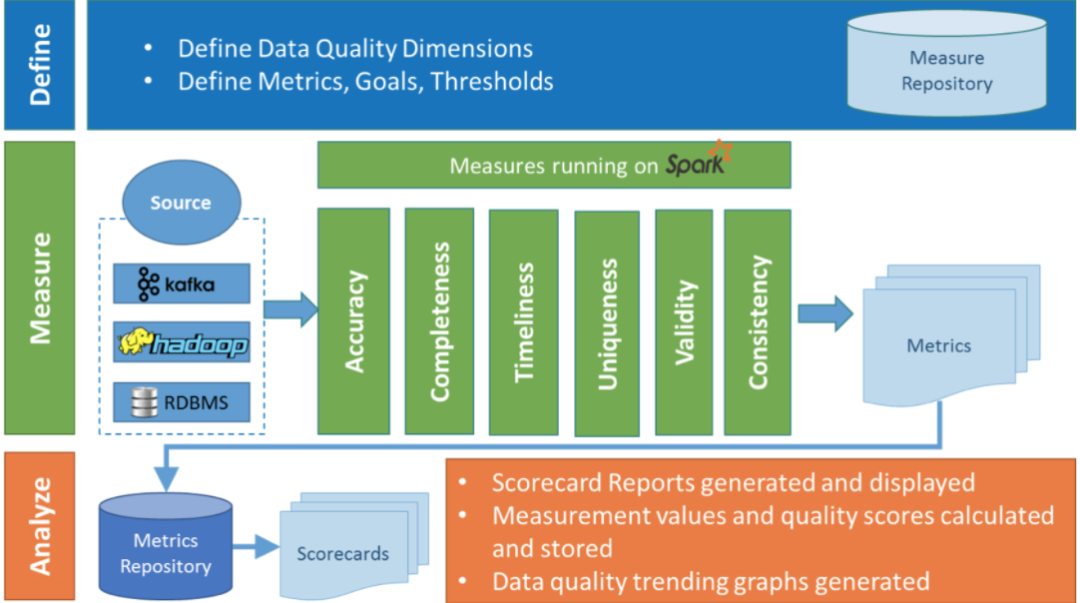 Define
• Define Data Quality Dimensions
• Define Metrics, Goals, Thresholds
Measure
Repository
Measure
Source
kafka
hadoop
RDBMS
Measures running on Spark
Accuracy
Completeness
Timeliness
Uniqueness
Validity
Consistency
Metrics
Analyze
Metrics
Repository
Scorecards
• Scorecard Reports generated and displayed
• Measurement values and quality scores calculated
and stored
• Data quality trending graphs generated